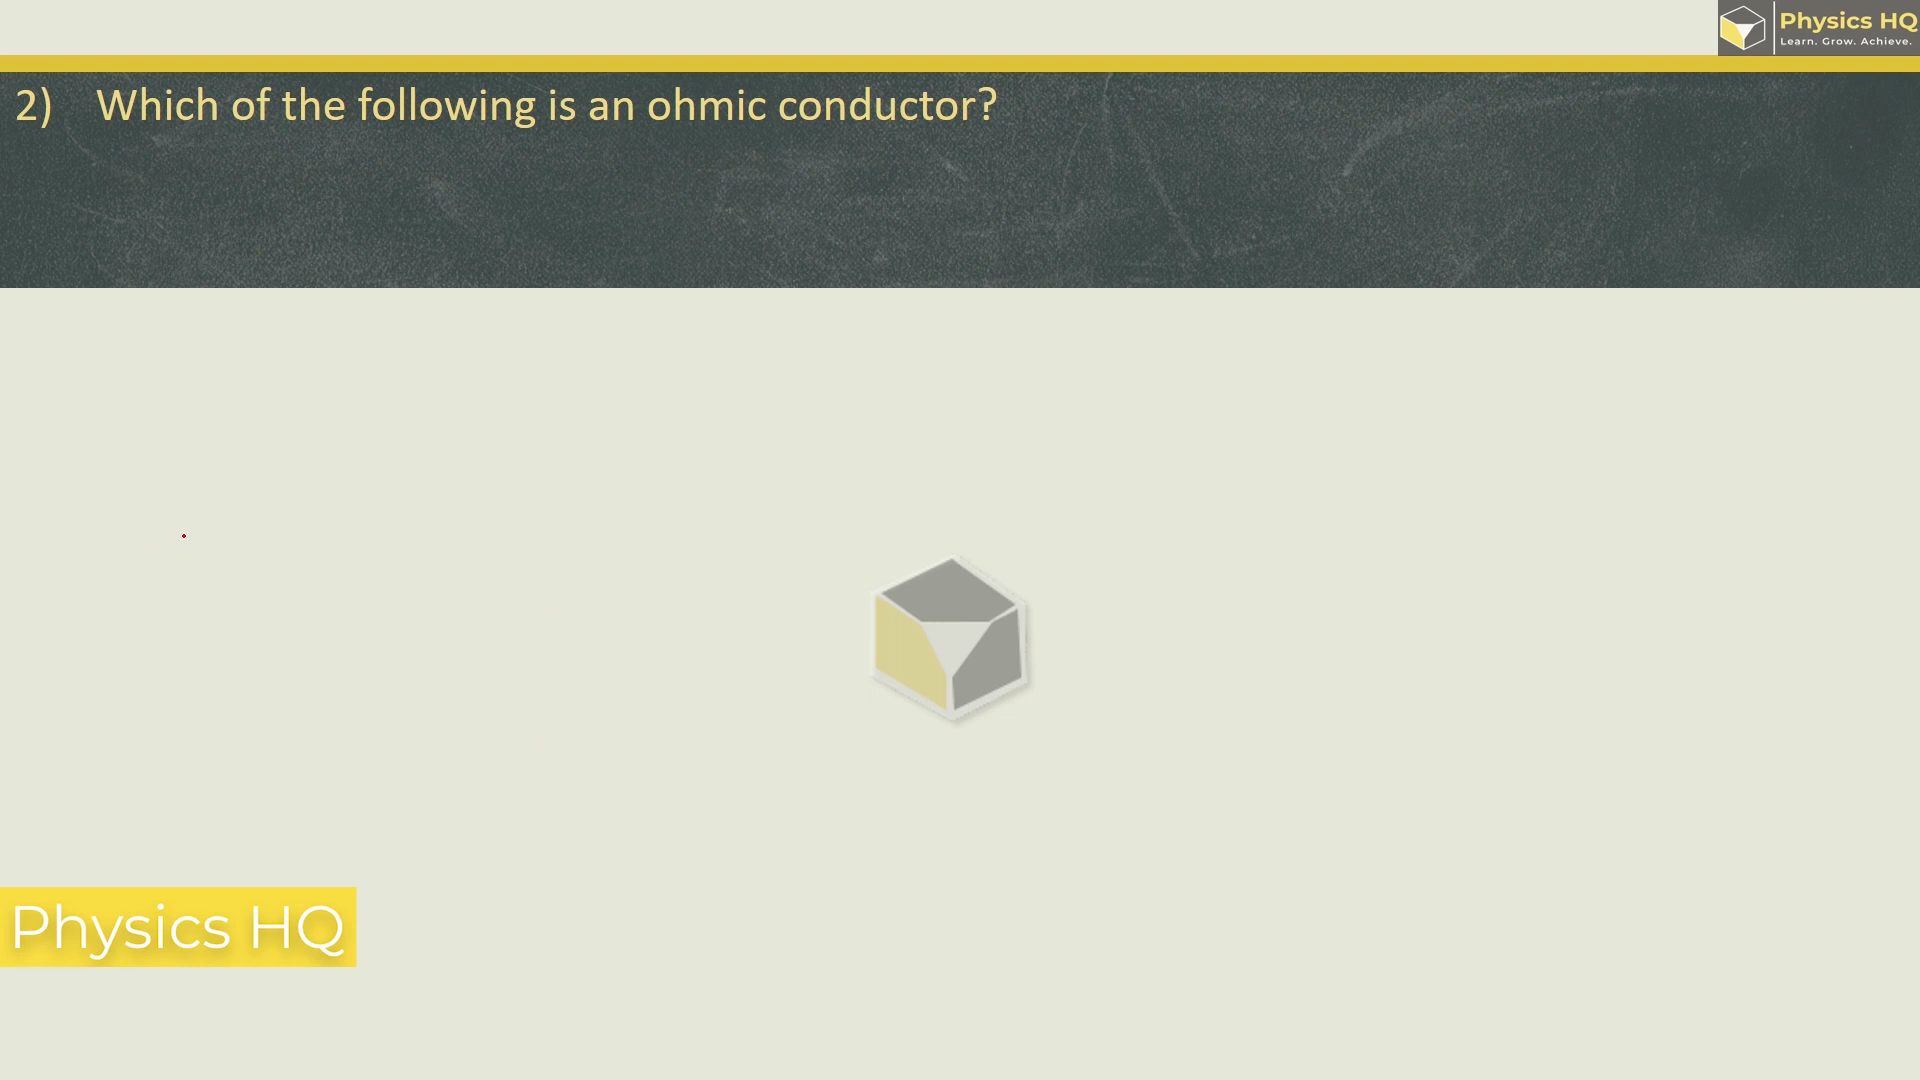 Physics HQ
Learn. Grow. Achieve.
2) Which of the following is an ohmic conductor?
Physics HQ